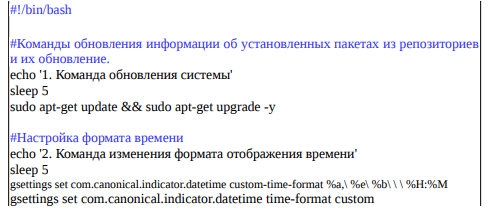 #!/bin/bash
#Команды обновления информации об установленных пакетах из репозиториев
и их обновление.
echo '1. Команда обновления системы'
sleep 5
sudo apt-get update && sudo apt-get upgrade -y
#Настройка формата времени
echo '2. Команда изменения формата отображения времени'
sleep 5
gsettings set com.canonical.indicator.datetime custom-time-format %a,\ %e\ %b\ \ \ %H:%M
gsettings set com.canonical.indicator.datetime time-format custom